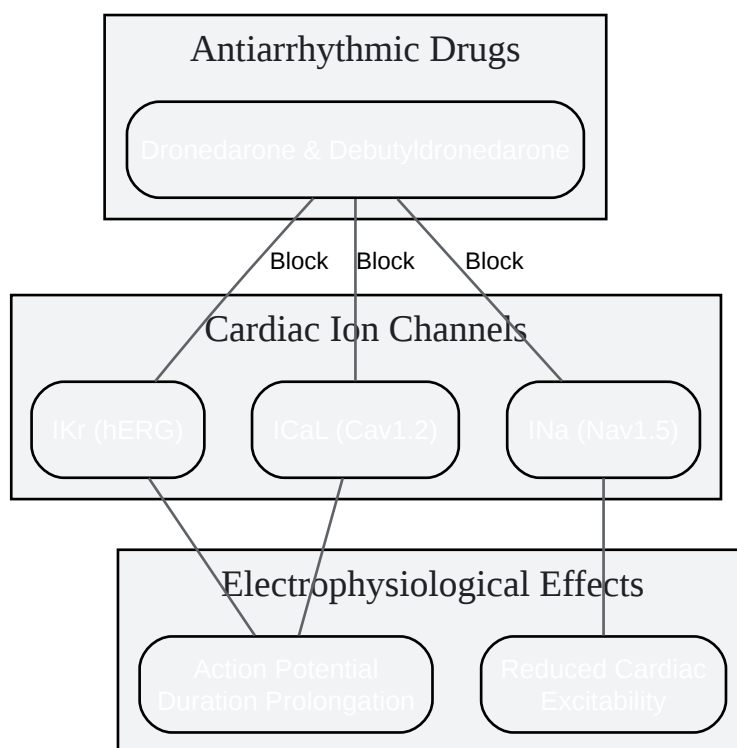 Antiarrhythmic Drugs
Dronedarone & Debutyldronedarone
Block Block Block
Cardiac Ion Channels
IKr (hERG) ICaL (Cav1.2) INa (Nav1.5)
Electrophysiological Effects
Action Potential
Duration Prolongation
Reduced Cardiac
Excitability